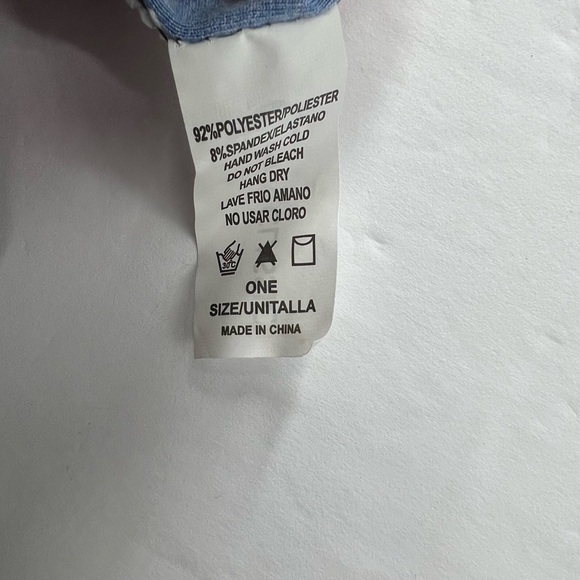 92%POLYESTER/POLIESTER
8%SPANDEX/ELASTANO
HAND WASH COLD
DO NOT BLEACH
HANG DRY
LAVE FRIO AMANO
NO USAR CLORO
30°C
ONE
SIZE/UNITALLA
MADE IN CHINA